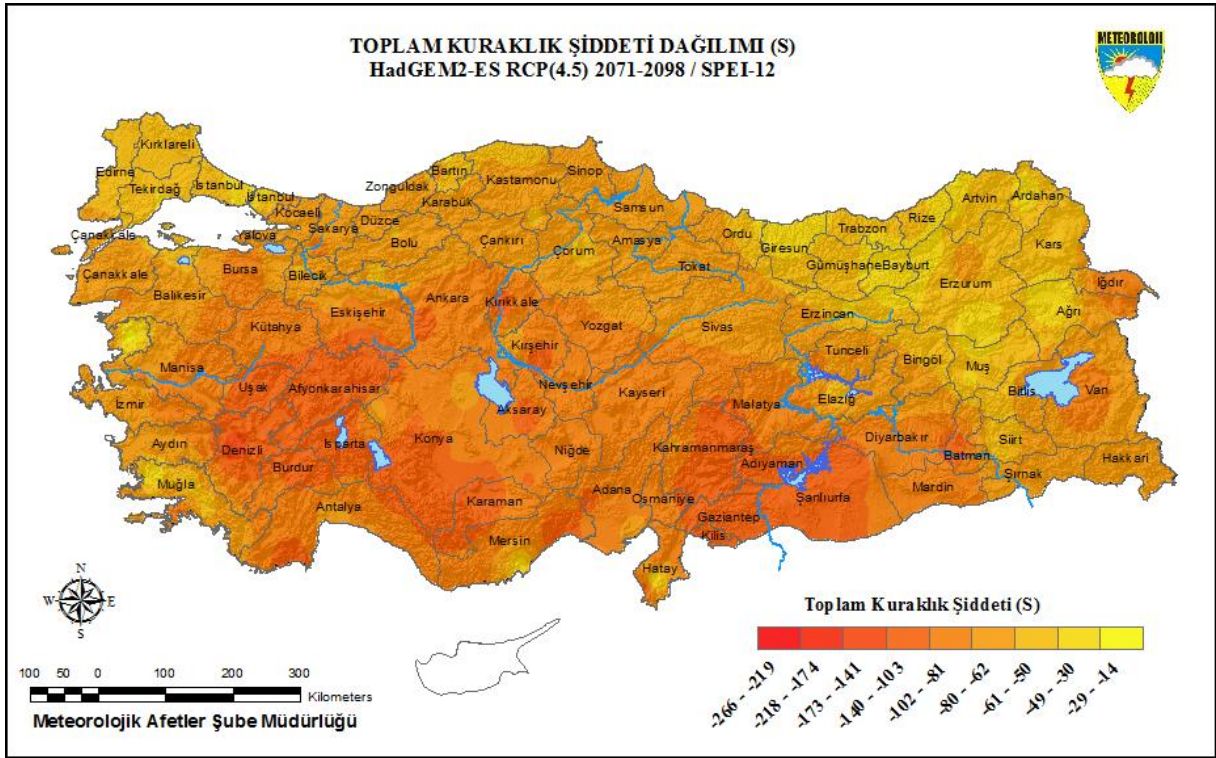 TOPLAM KURAKLIK ŞİDDETİ DAĞILIMI (S)
HadGEM2-ES RCP(4.5) 2071-2098 / SPEI-12
METEOROLOJI
Kırklareli
Edirne
Tekirdağ
İstanbul
İstanbul
Kocaeli
Yalova
Sakarya
Düzce
Zonguldak
Bartın
Karabük
Kastamonu
Sinop
Samsun
Bolu
Çankırı
Çorum
Amasya
Tokat
Ordu
Giresun
Trabzon
Rize
Artvin
Ardahan
Kars
Gümüşhane
Bayburt
Erzurum
Iğdır
Ağrı
Çanakkale
Çanakkale
Balıkesir
Bursa
Bilecik
Eskişehir
Ankara
Kırıkkale
Yozgat
Sivas
Erzincan
Tunceli
Bingöl
Muş
Bitlis
Van
Kütahya
Manisa
Uşak
Afyonkarahisar
Kırşehir
Nevşehir
Aksaray
Kayseri
Malatya
Elazığ
Diyarbakır
Batman
Siirt
Şırnak
Hakkari
İzmir
Aydın
Denizli
Isparta
Burdur
Konya
Niğde
Kahramanmaraş
Adıyaman
Şanlıurfa
Mardin
Muğla
Antalya
Karaman
Mersin
Adana
Osmaniye
Gaziantep
Kilis
Hatay
N
W E
S
100 50 0 100 200 300
Kilometers
Meteorolojik Afetler Şube Müdürlüğü
Toplam Kuraklık Şiddeti (S)
-266 - -219
-218 - -174
-173 - -141
-140 - -103
-102 - -81
-80 - -62
-61 - -50
-49 - -30
-29 - -14